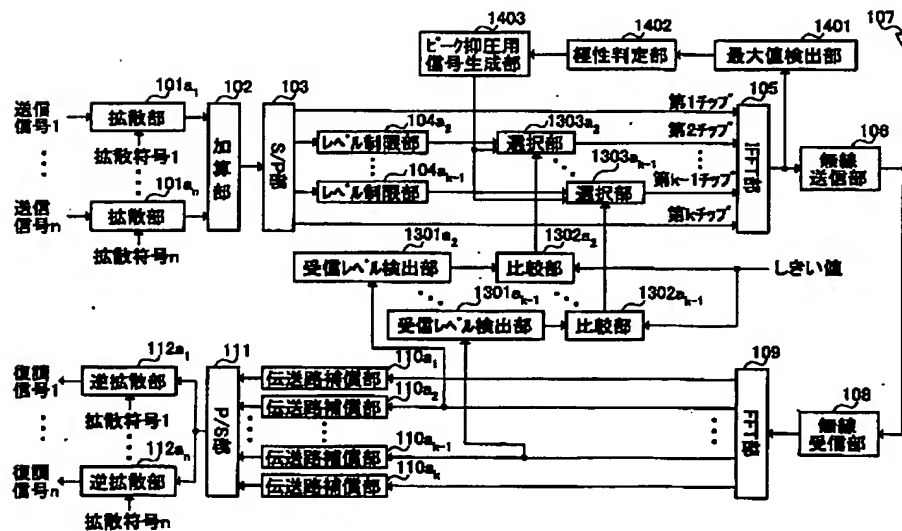 1403
1402
1401
107
ピーク抑圧用
信号生成部
極性判定部
最大値検出部
101a1
102
103
105
送信
信号1
拡散部
拡散符号1
加算部
S/P部
第1チップ
104a2
1303a2
第2チップ
レベル制限部
選択部
106
IFFT部
無線
送信部
101an
104ak-1
1303ak-1
送信
信号n
拡散部
拡散符号n
レベル制限部
選択部
第k-1チップ
第kチップ
1301a2
1302a2
受信レベル検出部
比較部
しきい値
1301ak-1
1302ak-1
受信レベル検出部
比較部
112a1
111
110a1
109
復調
信号1
逆拡散部
拡散符号1
P/S部
伝送路補償部
110a2
伝送路補償部
FFT部
108
無線
受信部
112an
110ak-1
伝送路補償部
復調
信号n
逆拡散部
拡散符号n
110ak
伝送路補償部